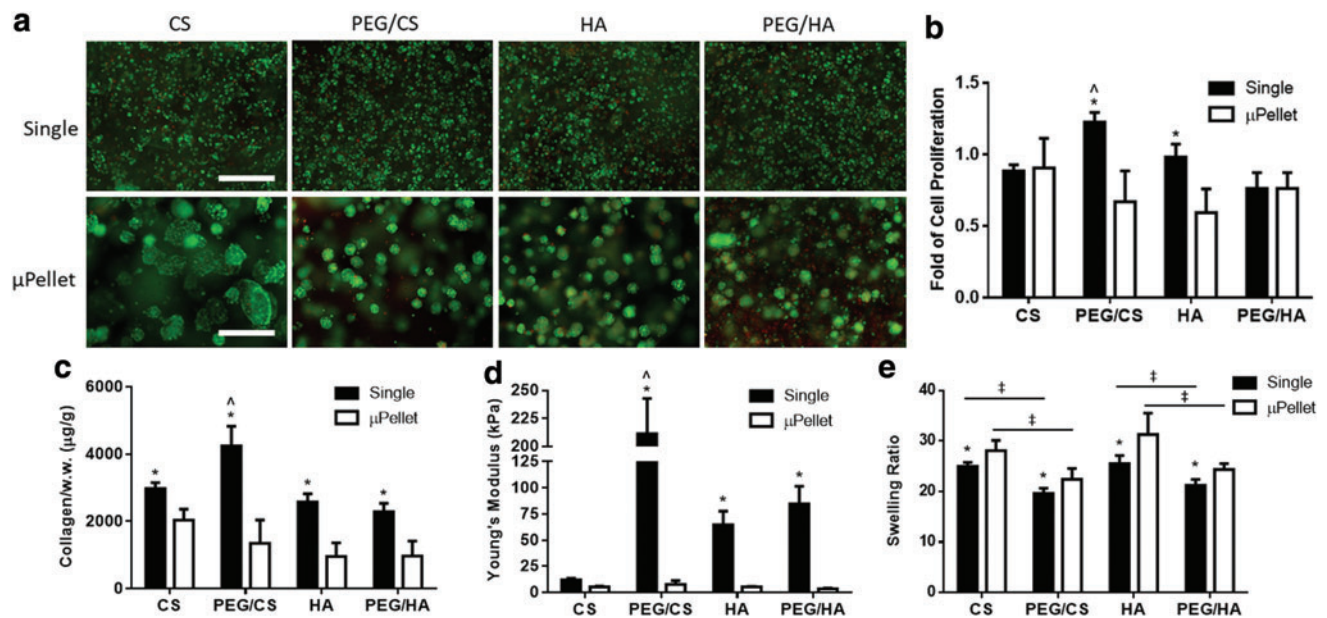 a
CS PEG/CS HA PEG/HA
Single
μPellet
b
Fold of Cell Proliferation
1.5
1.0
0.5
0.0
^
*
*
Single
μPellet
CS PEG/CS HA PEG/HA
c
Collagen/w.w. (μg/g)
6000
4000
2000
0
*
^
*
*
*
Single
μPellet
CS PEG/CS HA PEG/HA
d
Young's Modulus (kPa)
250
225
200
125
100
75
50
25
0
^
*
*
*
Single
μPellet
CS PEG/CS HA PEG/HA
e
Swelling Ratio
40
30
20
10
0
‡
‡
‡
‡
*
*
*
*
Single
μPellet
CS PEG/CS HA PEG/HA